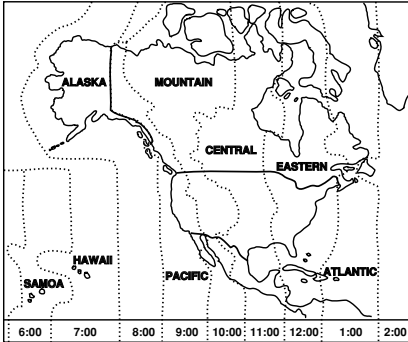 ALASKA MOUNTAIN
CENTRAL
EASTERN
HAWAII
SAMOA
PACIFIC
ATLANTIC
6:00 7:00 8:00 9:00 10:00 11:00 12:00 1:00 2:00